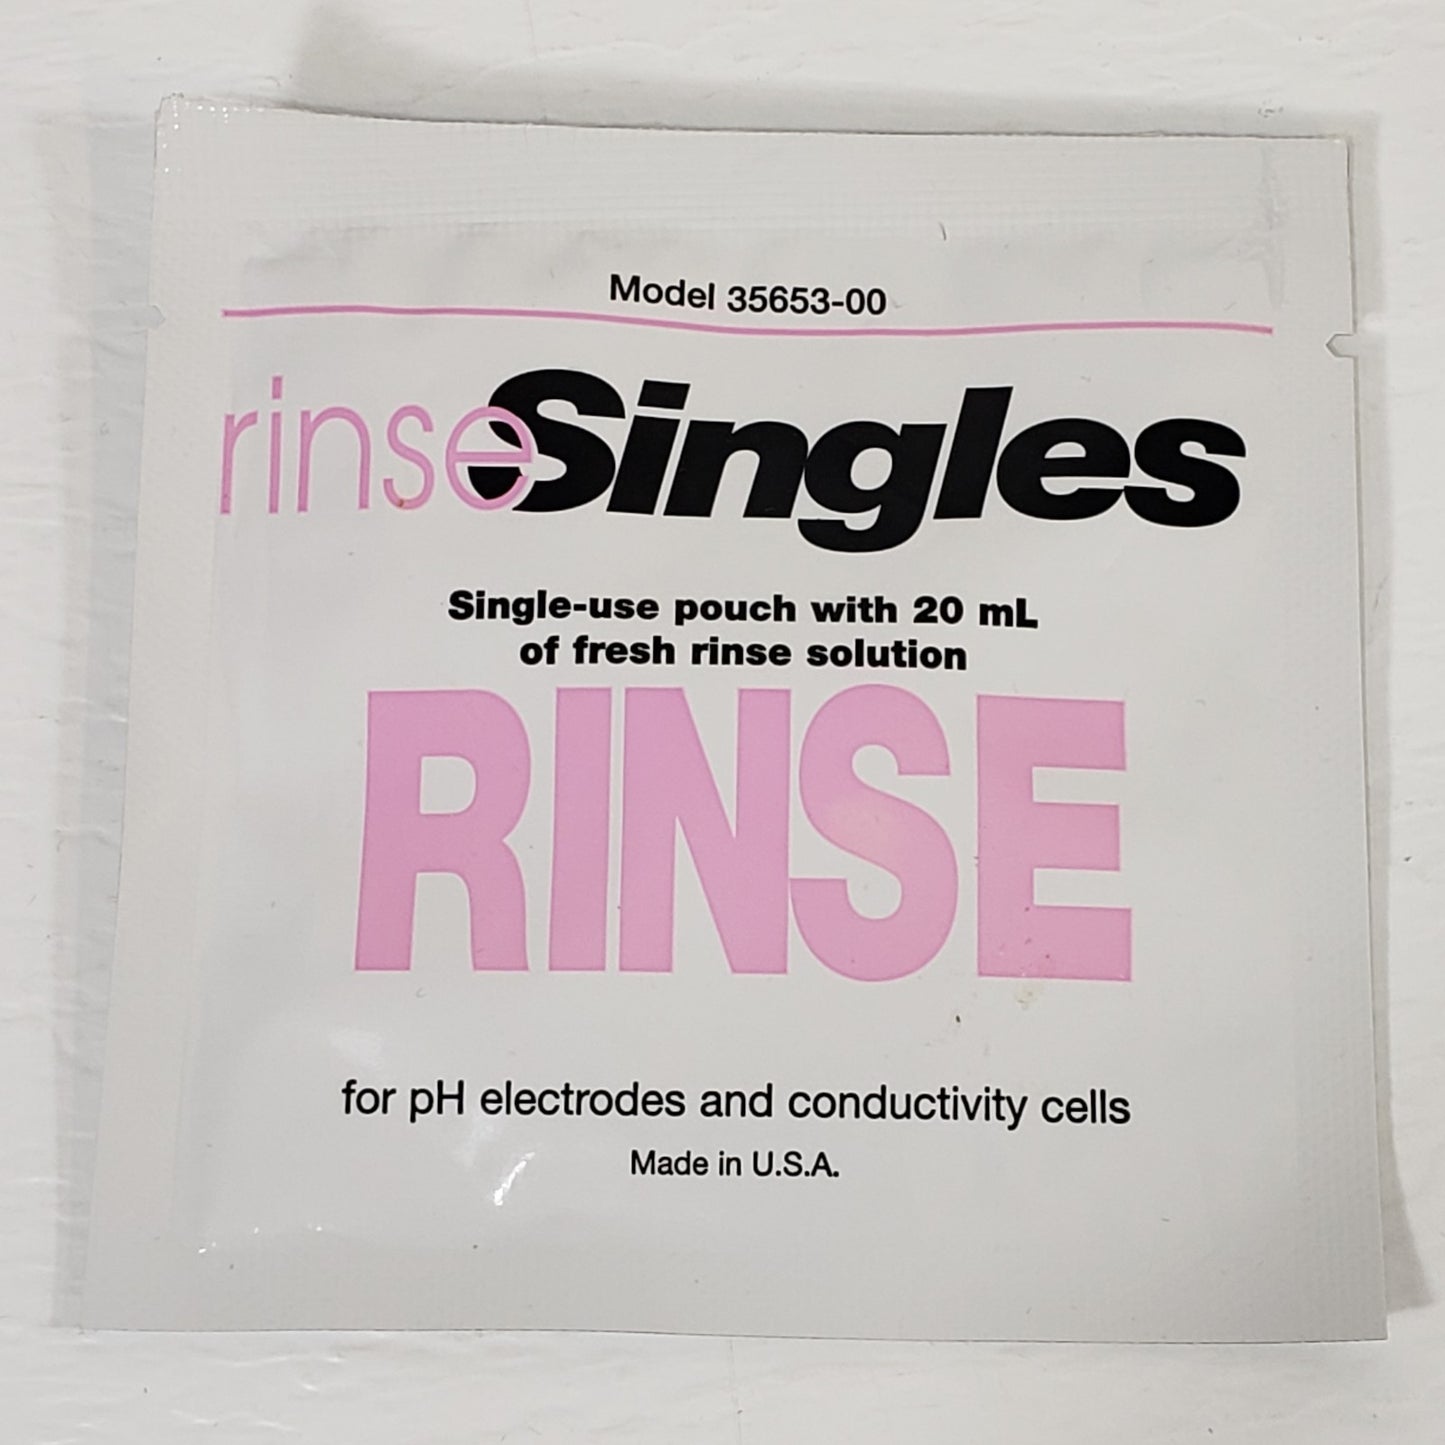 Model 35653-00
rinseSingles
Single-use pouch with 20 mL
of fresh rinse solution
RINSE
for pH electrodes and conductivity cells
Made in U.S.A.